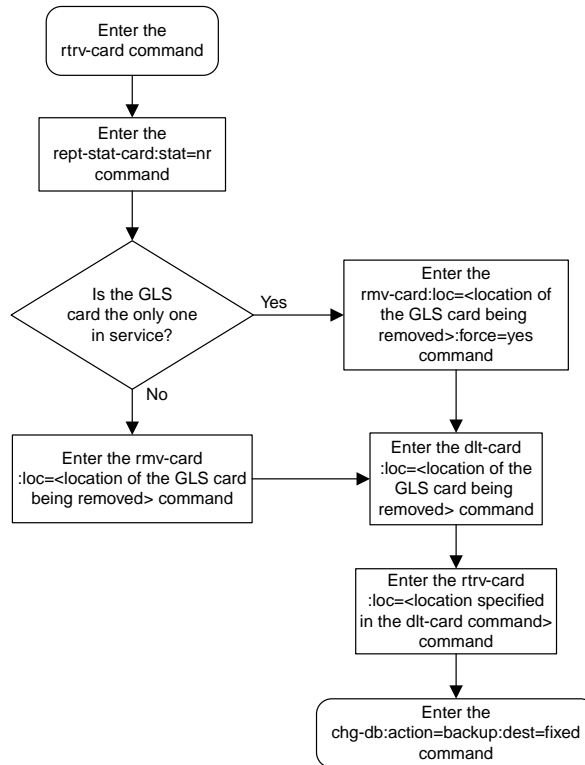 Enter the
rtrv-card command
Enter the
rept-stat-card:stat=nr
command
Is the GLS
card the only one
in service?
Yes
No
Enter the
rmv-card:loc=<location of
the GLS card being
removed>:force=yes
command
Enter the rmv-card
:loc=<location of the GLS card
being removed> command
Enter the dlt-card
:loc=<location of the
GLS card being
removed> command
Enter the rtrv-card
:loc=<location specified
in the dlt-card command>
command
Enter the
chg-db:action=backup:dest=fixed
command